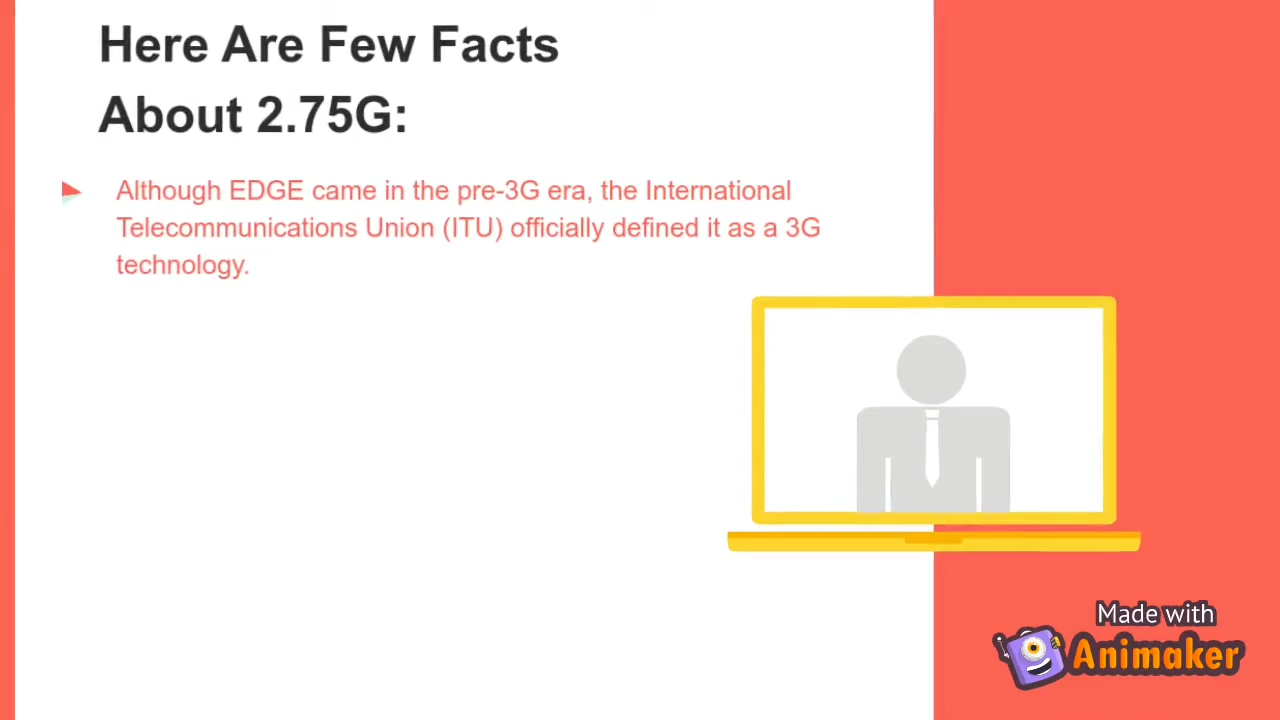 Here Are Few Facts
About 2.75G:
Although EDGE came in the pre-3G era, the International
Telecommunications Union (ITU) officially defined it as a 3G
technology.
Made with
Animaker